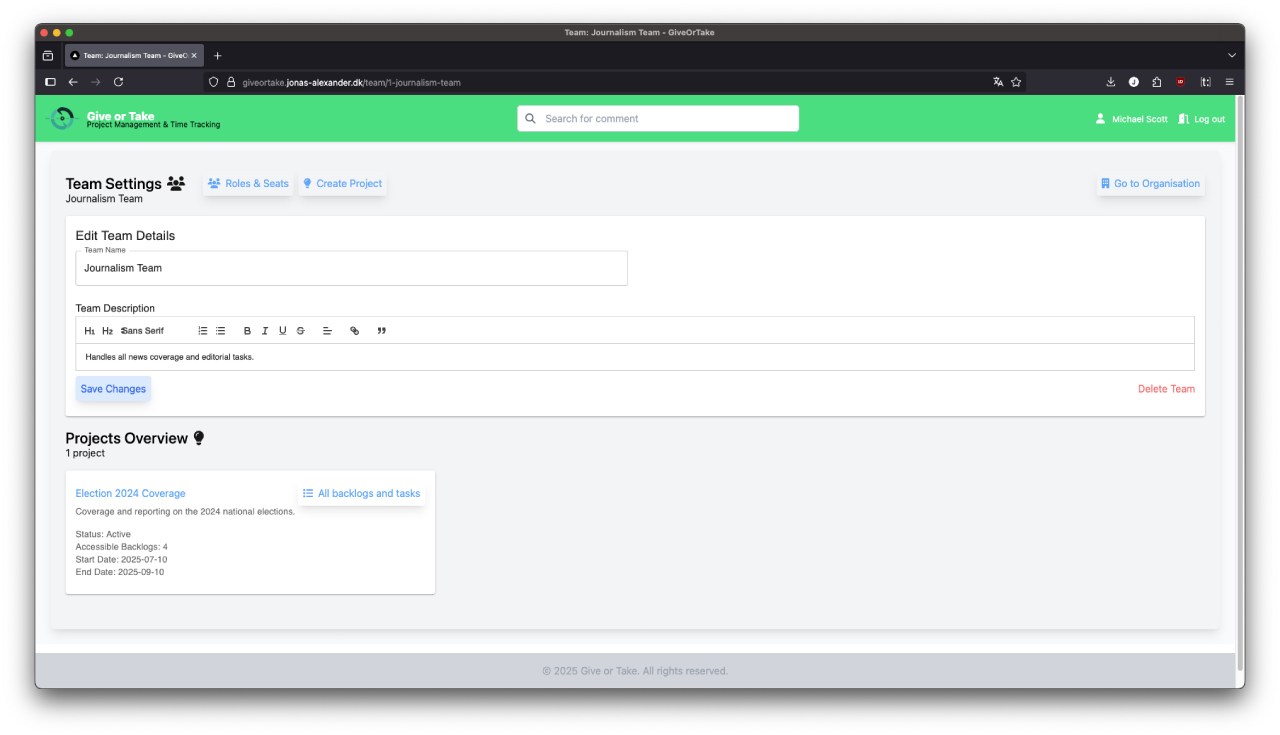 Team: Journalism Team - GiveOrTake
Team: Journalism Team - GiveO
giveortake.jonas-alexander.dk/team/1-journalism-team
Give or Take
Project Management & Time Tracking
Search for comment
Michael Scott
Log out
Team Settings
Journalism Team
Roles & Seats
Create Project
Go to Organisation
Edit Team Details
Team Name
Journalism Team
Team Description
H1 H2 Sans Serif B I U S
Handles all news coverage and editorial tasks.
Save Changes
Delete Team
Projects Overview
1 project
Election 2024 Coverage
All backlogs and tasks
Coverage and reporting on the 2024 national elections.
Status: Active
Accessible Backlogs: 4
Start Date: 2025-07-10
End Date: 2025-09-10
© 2025 Give or Take. All rights reserved.